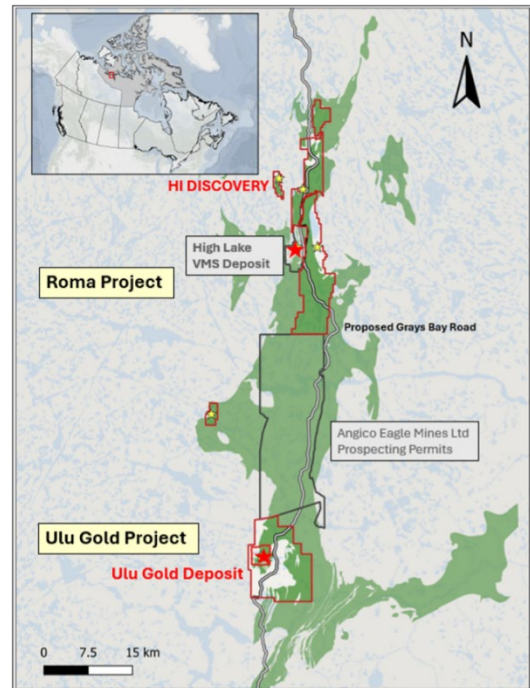 N
HI DISCOVERY
High Lake
VMS Deposit
Roma Project
Proposed Grays Bay Road
Angico Eagle Mines Ltd
Prospecting Permits
Ulu Gold Project
Ulu Gold Deposit
0 7.5 15 km